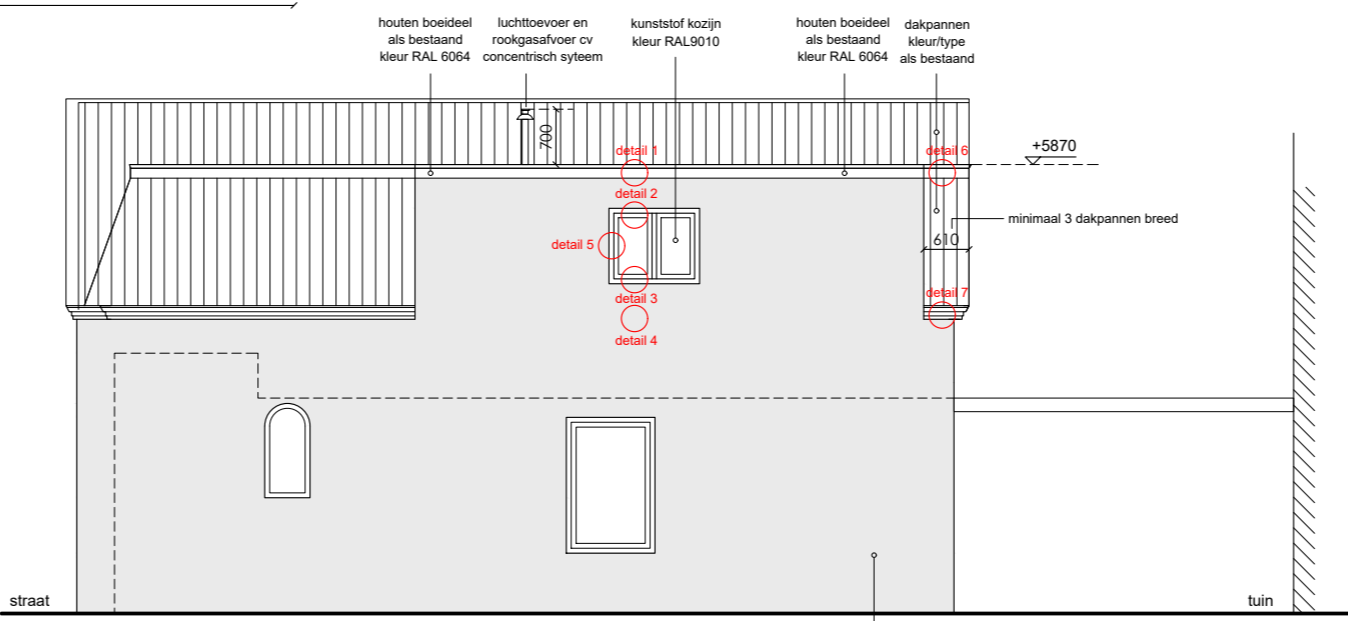 houten boeideel
als bestaand
kleur RAL 6064
luchttoevoer en
rookgasafvoer cv
concentrisch syteem
kunststof kozijn
kleur RAL9010
houten boeideel
als bestaand
kleur RAL 6064
dakpannen
kleur/type
als bestaand
700
detail 1
detail 6
+5870
detail 2
minimaal 3 dakpannen breed
detail 5
610
detail 3
detail 7
detail 4
straat
tuin